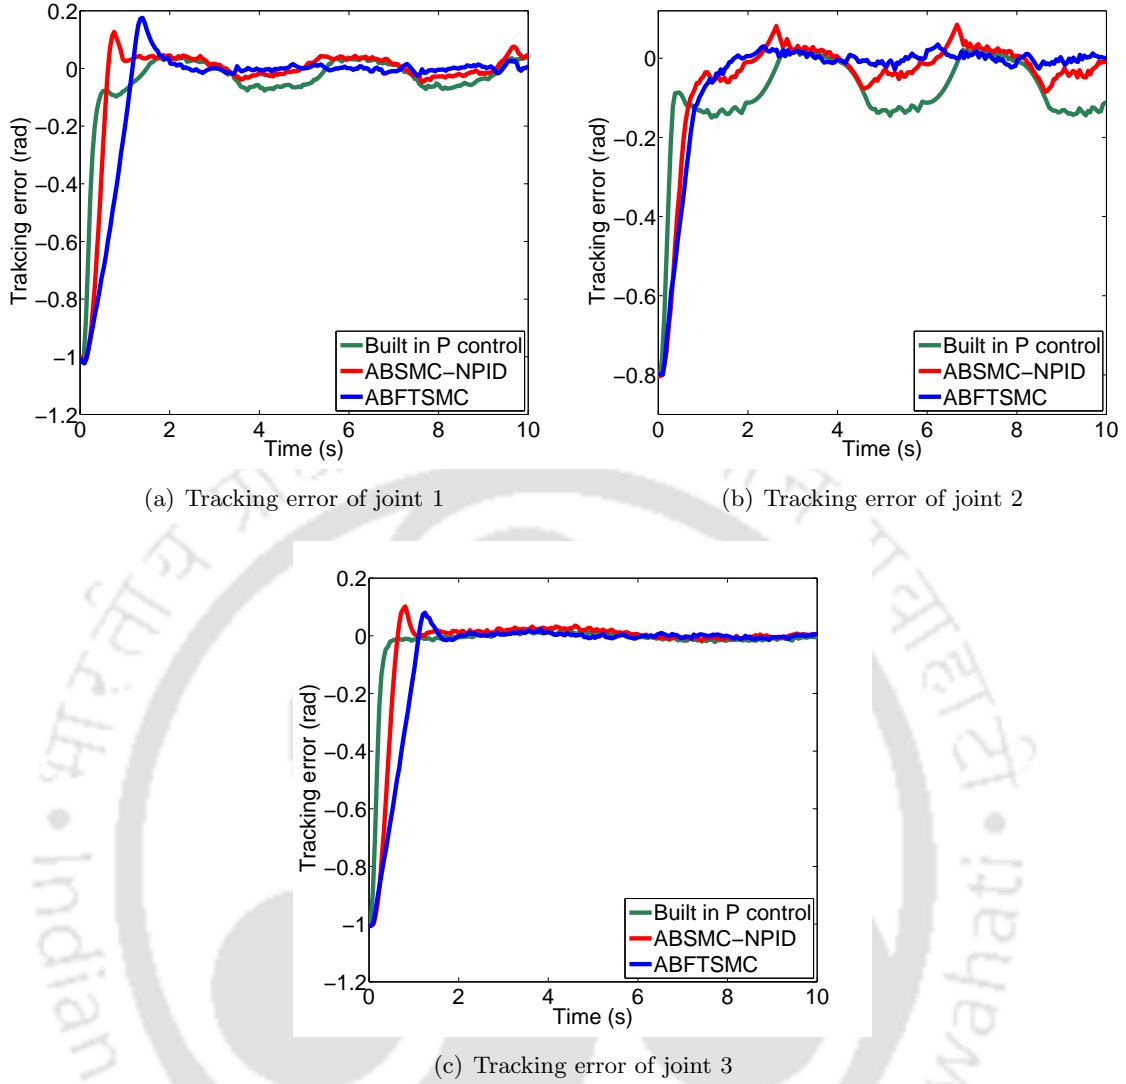 0.2
0
−0.2
−0.4
−0.6
−0.8
−1
−1.2
Trakcing error (rad)
0 2 4 6 8 10
Time (s)
Built in P control
ABSMC−NPID
ABFTSMC
(a) Tracking error of joint 1
0
−0.2
−0.4
−0.6
−0.8
Tracking error (rad)
0 2 4 6 8 10
Time (s)
Built in P control
ABSMC−NPID
ABFTSMC
(b) Tracking error of joint 2
0.2
0
−0.2
−0.4
−0.6
−0.8
−1
−1.2
Tracking error (rad)
0 2 4 6 8 10
Time (s)
Built in P control
ABSMC−NPID
ABFTSMC
(c) Tracking error of joint 3
भारतीय
Indian
wahati